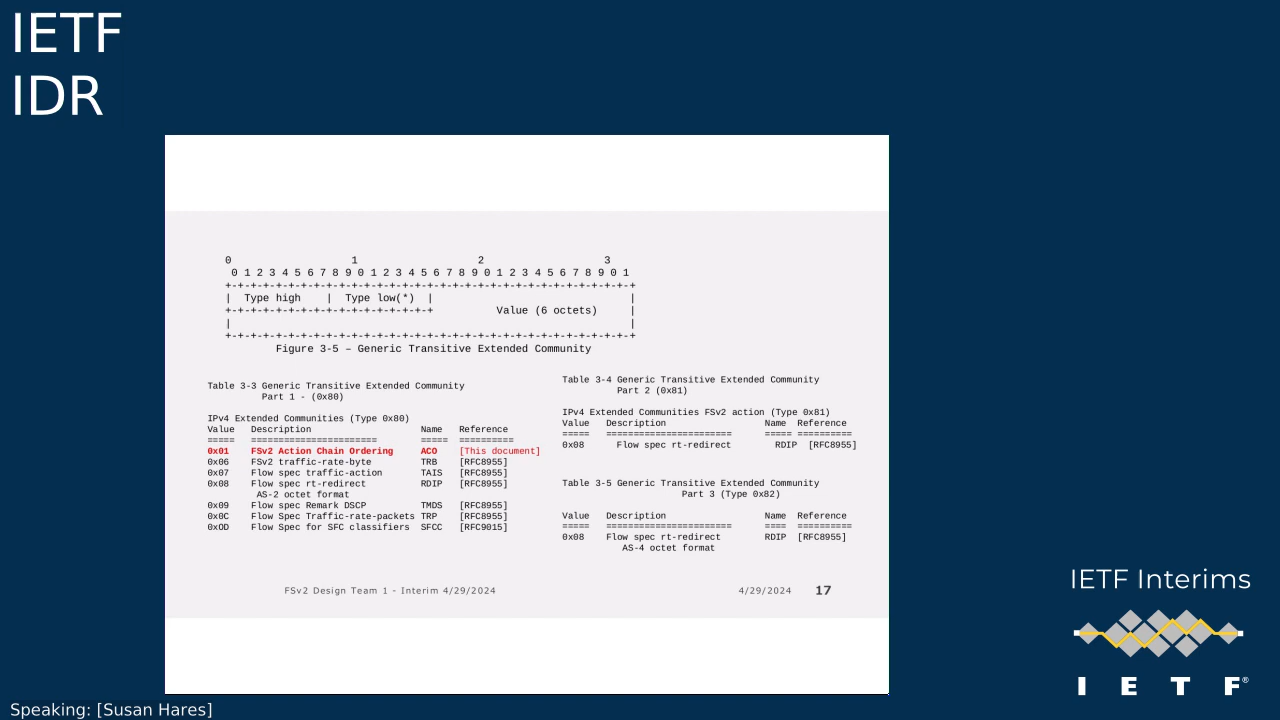 IETF
IDR
0                   1                   2                   3
 0 1 2 3 4 5 6 7 8 9 0 1 2 3 4 5 6 7 8 9 0 1 2 3 4 5 6 7 8 9 0 1
+-+-+-+-+-+-+-+-+-+-+-+-+-+-+-+-+-+-+-+-+-+-+-+-+-+-+-+-+-+-+-+-+
|  Type high    |  Type low(*)  |                               |
+-+-+-+-+-+-+-+-+-+-+-+-+-+-+-+-+          Value (6 octets)     |
|                                                               |
+-+-+-+-+-+-+-+-+-+-+-+-+-+-+-+-+-+-+-+-+-+-+-+-+-+-+-+-+-+-+-+-+
Figure 3-5 – Generic Transitive Extended Community
Table 3-3 Generic Transitive Extended Community
Part 1 - (0x80)
IPv4 Extended Communities (Type 0x80)
Value   Description                    Name   Reference
=====   =======================        =====  ==========
0x01    FSv2 Action Chain Ordering     ACO    [This document]
0x06    FSv2 traffic-rate-byte         TRB    [RFC8955]
0x07    Flow spec traffic-action       TAIS   [RFC8955]
0x08    Flow spec rt-redirect          RDIP   [RFC8955]
AS-2 octet format
0x09    Flow spec Remark DSCP          TMDS   [RFC8955]
0x0C    Flow Spec Traffic-rate-packets TRP    [RFC8955]
0xOD    Flow Spec for SFC classifiers  SFCC   [RFC9015]
Table 3-4 Generic Transitive Extended Community
Part 2 (0x81)
IPv4 Extended Communities FSv2 action (Type 0x81)
Value   Description                  Name  Reference
=====   =======================      ===== ==========
0x08      Flow spec rt-redirect        RDIP  [RFC8955]
Table 3-5 Generic Transitive Extended Community
Part 3 (Type 0x82)
Value   Description                  Name  Reference
=====   =======================      ====  ==========
0x08    Flow spec rt-redirect        RDIP  [RFC8955]
AS-4 octet format
FSv2 Design Team 1 - Interim 4/29/2024
4/29/2024
17
IETF Interims
I E T F®
Speaking: [Susan Hares]